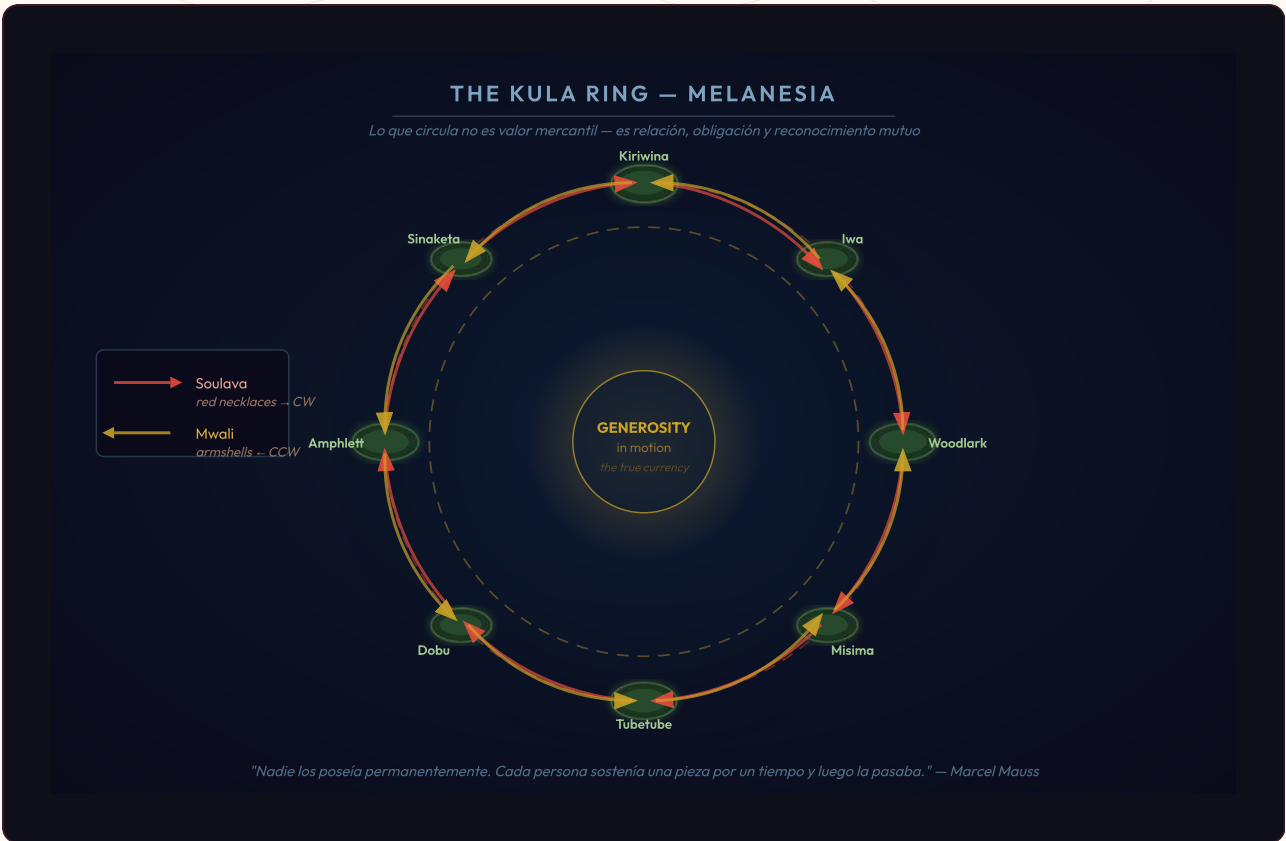 THE KULA RING — MELANESIA
Lo que circula no es valor mercantil — es relación, obligación y reconocimiento mutuo
Kiriwina
Sinaketa
Iwa
Soulava
red necklaces → CW
Mwali
armshells ← CCW
Amphlett
Woodlark
GENEROSITY
in motion
the true currency
Dobu
Misima
Tubetube
"Nadie los poseía permanentemente. Cada persona sostenía una pieza por un tiempo y luego la pasaba." — Marcel Mauss